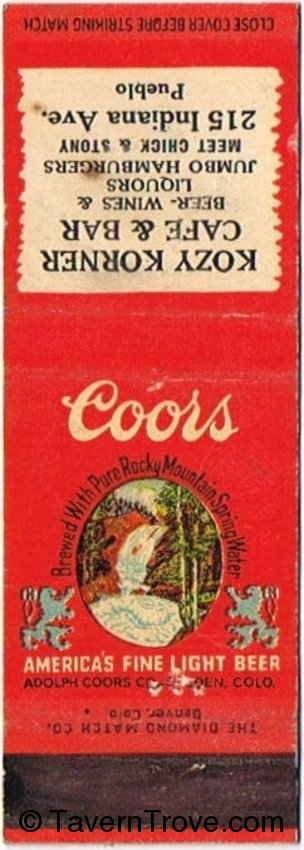 CLOSE COVER BEFORE STRIKING MATCH
KOZY KORNER
CAFE & BAR
BEER- WINES &
LIQUORS
JUMBO HAMBURGERS
MEET CHICK & STONY
215 Indiana Ave.
Pueblo
Coors
Brewed With Pure Rocky Mountain Spring Water
AMERICA'S FINE LIGHT BEER
ADOLPH COORS CO. GOLDEN, COLO.
THE DIAMOND MATCH CO.
Denver, Colo.
© TavernTrove.com